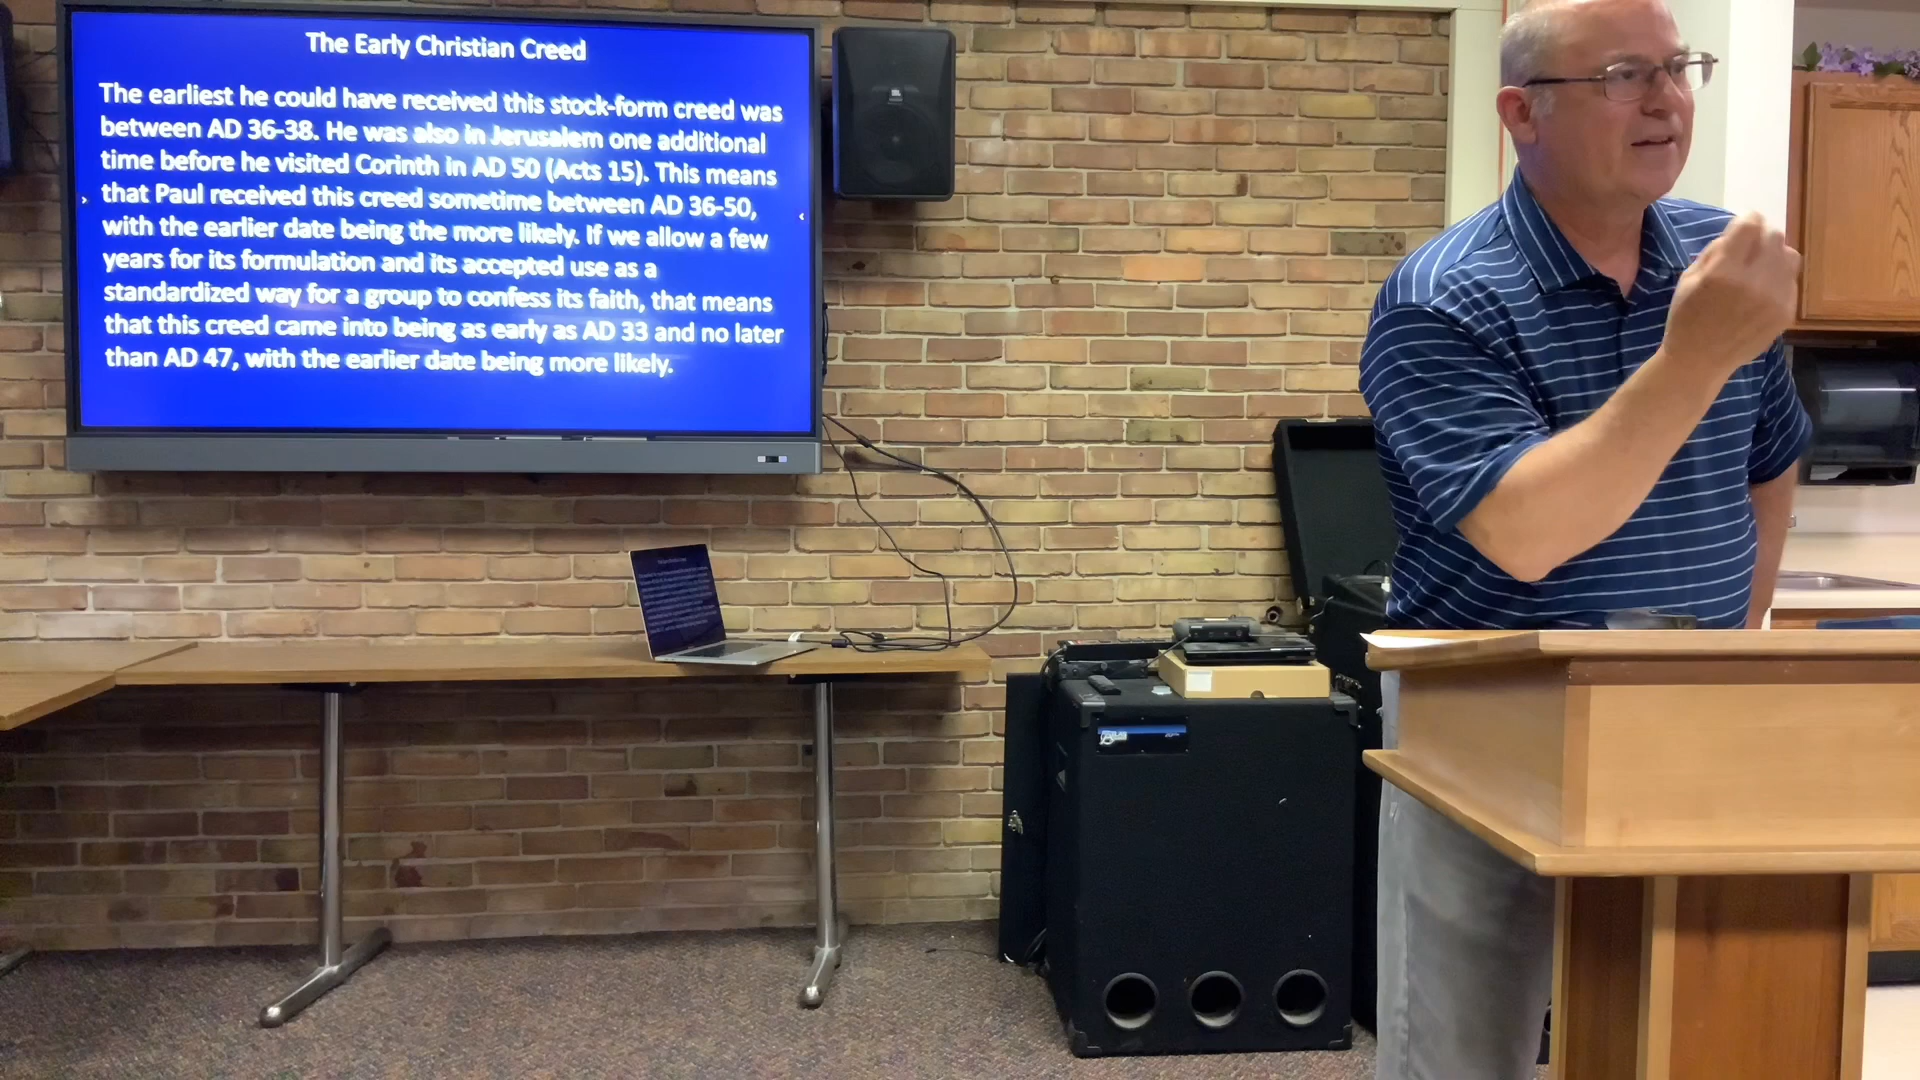 The Early Christian Creed
The earliest he could have received this stock-form creed was
between AD 36-38. He was also in Jerusalem one additional
time before he visited Corinth in AD 50 (Acts 15). This means
that Paul received this creed sometime between AD 36-50,
with the earlier date being the more likely. If we allow a few
years for its formulation and its accepted use as a
standardized way for a group to confess its faith, that means
that this creed came into being as early as AD 33 and no later
than AD 47, with the earlier date being more likely.
JBL